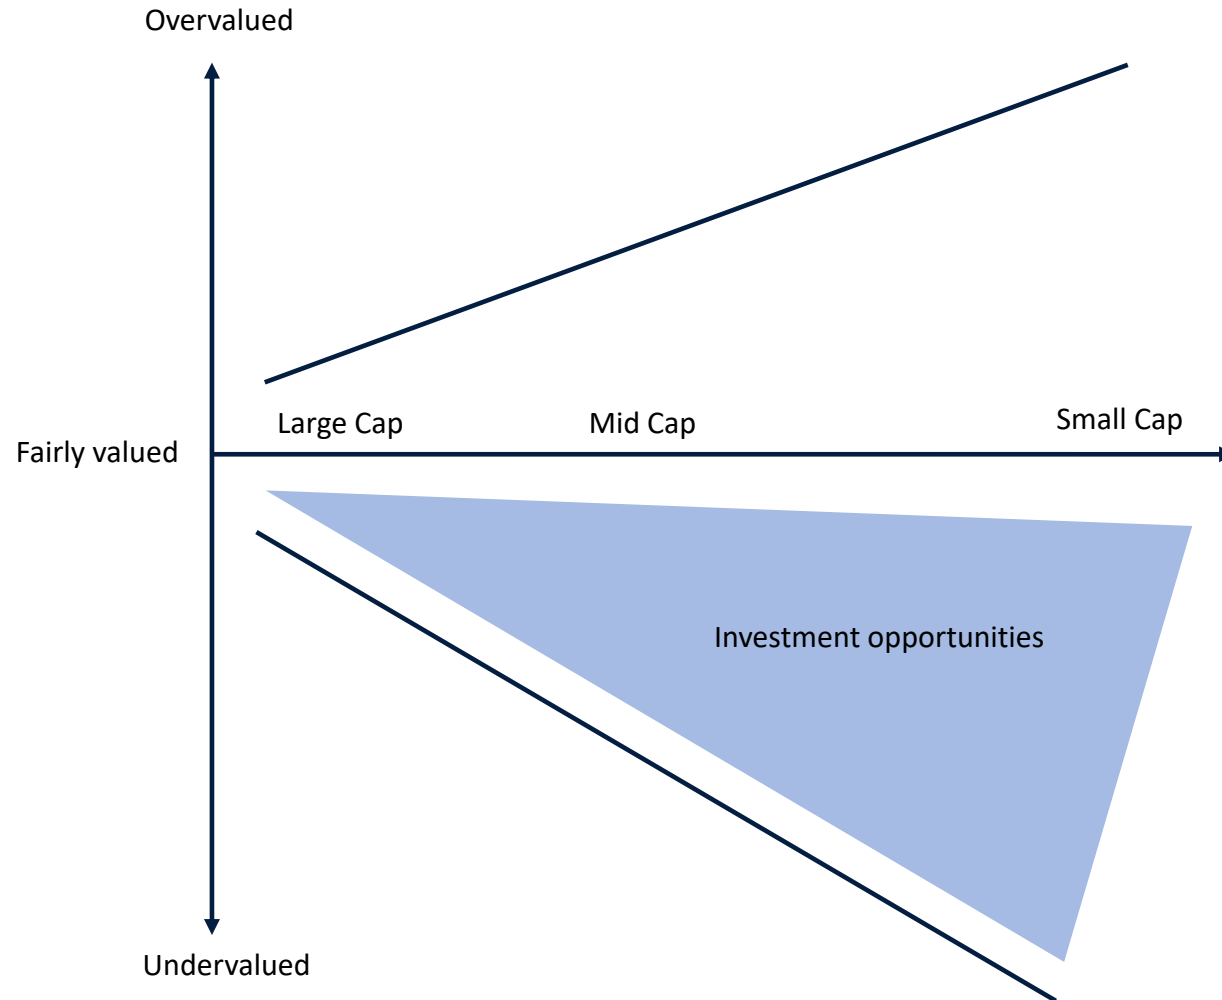 Overvalued
Large Cap
Mid Cap
Small Cap
Fairly valued
Investment opportunities
Undervalued